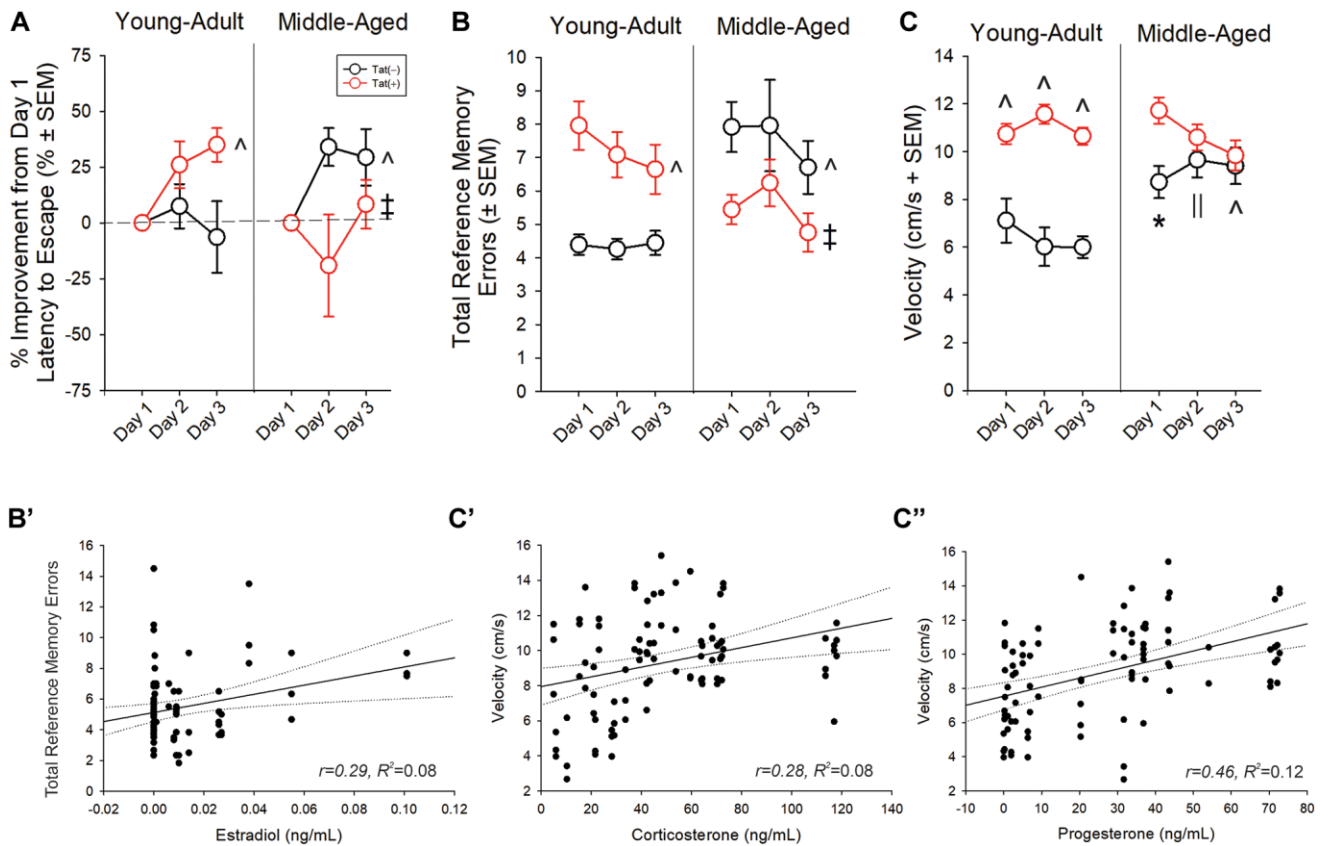 A
Young-Adult
Middle-Aged
% Improvement from Day 1
Latency to Escape (% ± SEM)
75
50
25
0
-25
-50
-75
Tat(−)
Tat(+)
^
^
‡
Day 1
Day 2
Day 3
Day 1
Day 2
Day 3
B
Young-Adult
Middle-Aged
Total Reference Memory
Errors (± SEM)
10
9
8
7
6
5
4
3
2
1
0
^
^
‡
Day 1
Day 2
Day 3
Day 1
Day 2
Day 3
C
Young-Adult
Middle-Aged
Velocity (cm/s + SEM)
14
12
10
8
6
4
2
0
^
^
^
*
||
^
Day 1
Day 2
Day 3
Day 1
Day 2
Day 3
B'
Total Reference Memory Errors
16
14
12
10
8
6
4
2
0
r=0.29, R²=0.08
-0.02 0.00 0.02 0.04 0.06 0.08 0.10 0.12
Estradiol (ng/mL)
C'
Velocity (cm/s)
16
14
12
10
8
6
4
2
0
r=0.28, R²=0.08
0 20 40 60 80 100 120 140
Corticosterone (ng/mL)
C''
Velocity (cm/s)
16
14
12
10
8
6
4
2
0
r=0.46, R²=0.12
-10 0 10 20 30 40 50 60 70 80
Progesterone (ng/mL)